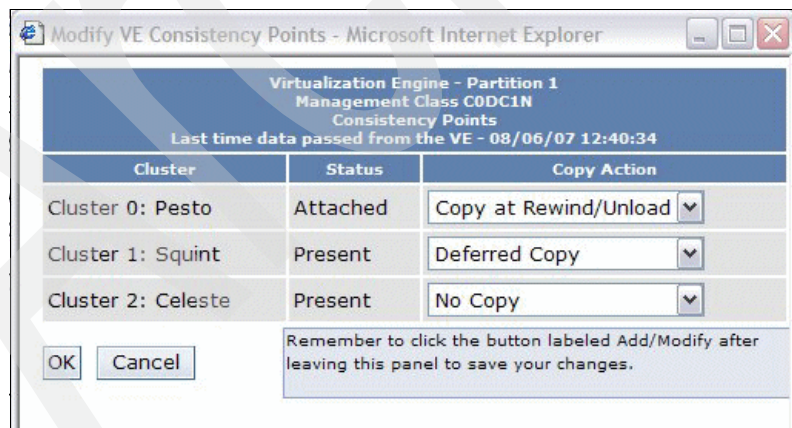 Modify VE Consistency Points - Microsoft Internet Explorer
Virtualization Engine - Partition 1
Management Class C0DC1N
Consistency Points
Last time data passed from the VE - 08/06/07 12:40:34
Cluster Status Copy Action
Cluster 0: Pesto Attached Copy at Rewind/Unload
Cluster 1: Squint Present Deferred Copy
Cluster 2: Celeste Present No Copy
Remember to click the button labeled Add/Modify after
leaving this panel to save your changes.
OK Cancel